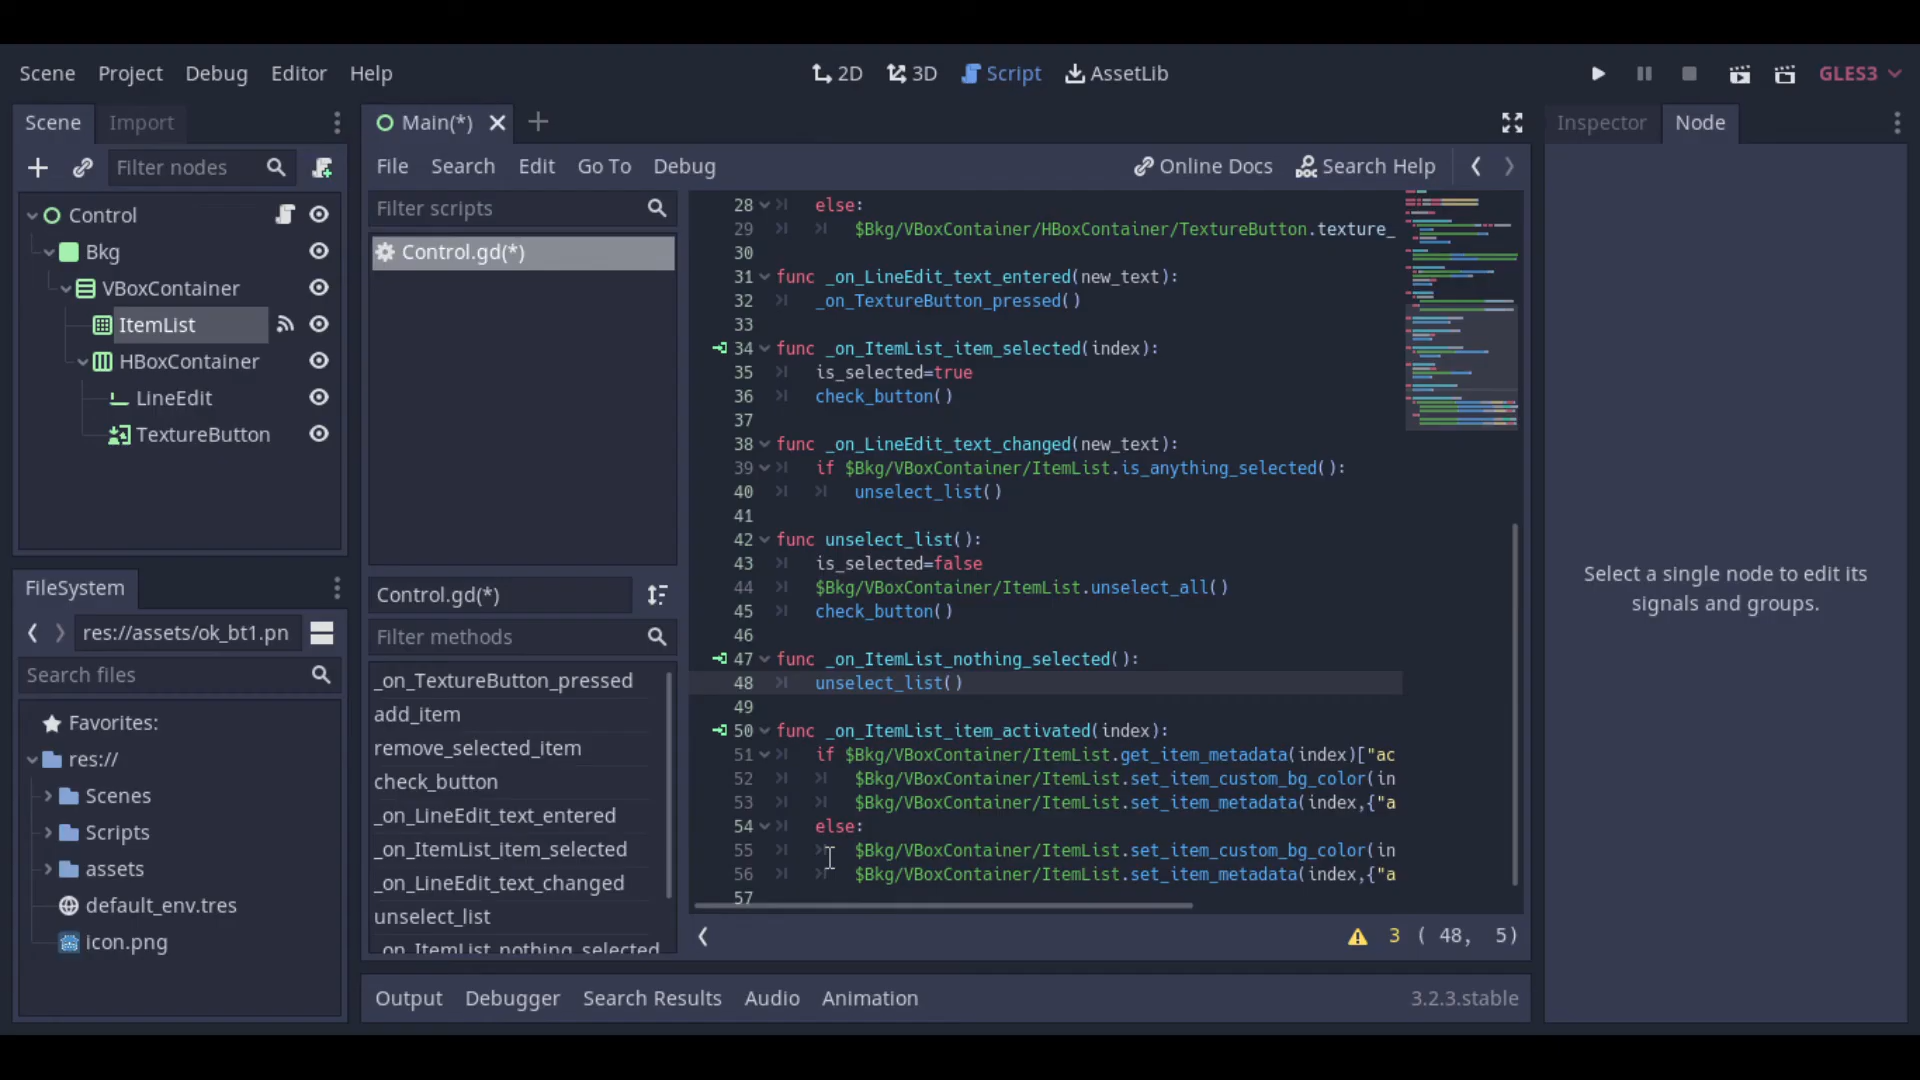 Scene Project Debug Editor Help
2D 3D Script AssetLib
GLES3
Scene Import
Main(*)
Inspector Node
Filter nodes
File Search Edit Go To Debug
Online Docs Search Help
Control
Bkg
VBoxContainer
ItemList
HBoxContainer
LineEdit
TextureButton
FileSystem
res://assets/ok_bt1.pn
Search files
Favorites:
res://
Scenes
Scripts
assets
default_env.tres
icon.png
Filter scripts
Control.gd(*)
Control.gd(*)
Filter methods
_on_TextureButton_pressed
add_item
remove_selected_item
check_button
_on_LineEdit_text_entered
_on_ItemList_item_selected
_on_LineEdit_text_changed
unselect_list
_on_ItemList_nothing_selected
28 else:
29 $Bkg/VBoxContainer/HBoxContainer/TextureButton.texture_
30
31 func _on_LineEdit_text_entered(new_text):
32 _on_TextureButton_pressed()
33
34 func _on_ItemList_item_selected(index):
35 is_selected=true
36 check_button()
37
38 func _on_LineEdit_text_changed(new_text):
39 if $Bkg/VBoxContainer/ItemList.is_anything_selected():
40 unselect_list()
41
42 func unselect_list():
43 is_selected=false
44 $Bkg/VBoxContainer/ItemList.unselect_all()
45 check_button()
46
47 func _on_ItemList_nothing_selected():
48 unselect_list()
49
50 func _on_ItemList_item_activated(index):
51 if $Bkg/VBoxContainer/ItemList.get_item_metadata(index)["ac
52 $Bkg/VBoxContainer/ItemList.set_item_custom_bg_color(in
53 $Bkg/VBoxContainer/ItemList.set_item_metadata(index,{"a
54 else:
55 $Bkg/VBoxContainer/ItemList.set_item_custom_bg_color(in
56 $Bkg/VBoxContainer/ItemList.set_item_metadata(index,{"a
57
3 ( 48, 5)
Output Debugger Search Results Audio Animation
3.2.3.stable
Select a single node to edit its
signals and groups.